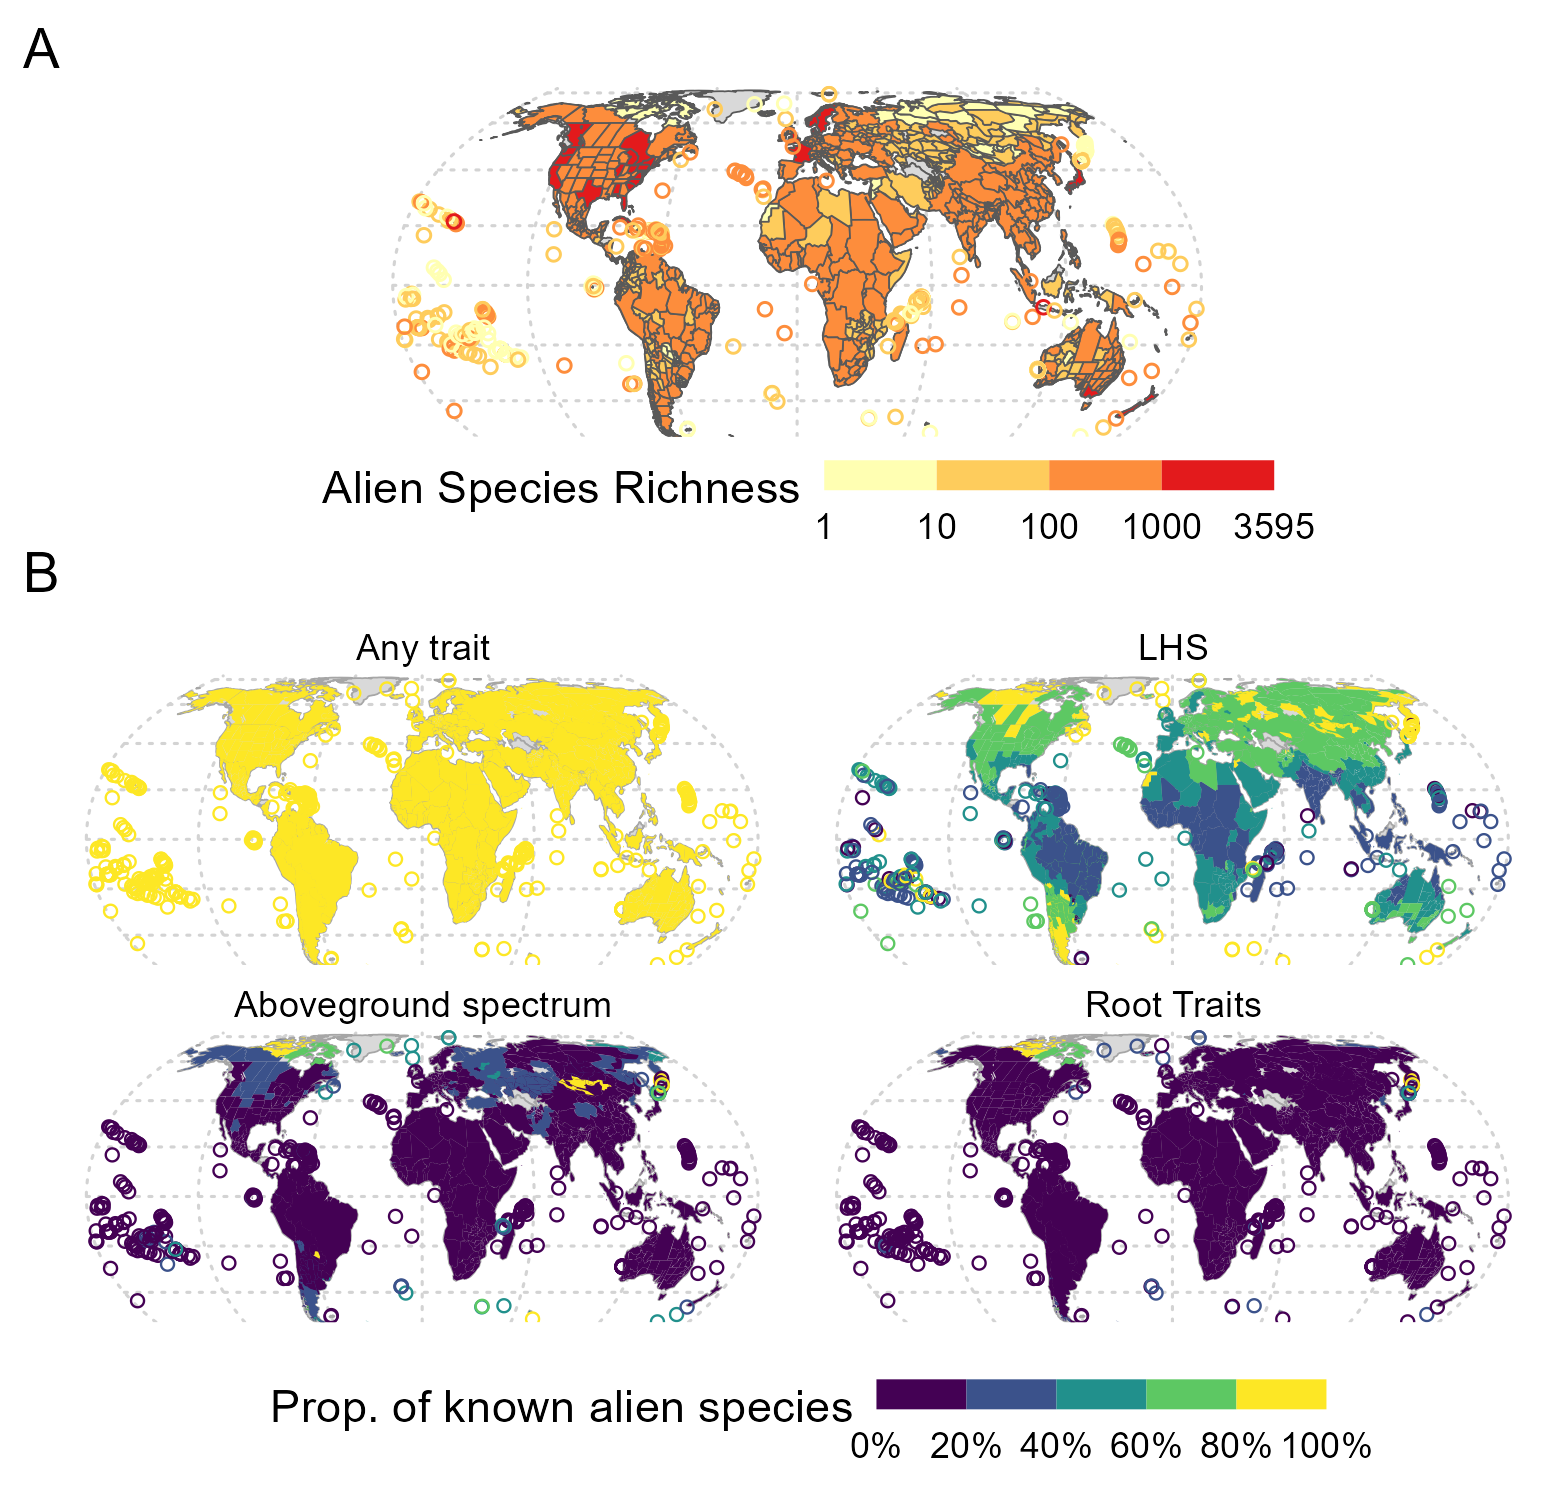 A
Alien Species Richness
1 10 100 1000 3595
B
Any trait
LHS
Aboveground spectrum
Root Traits
Prop. of known alien species
0% 20% 40% 60% 80% 100%